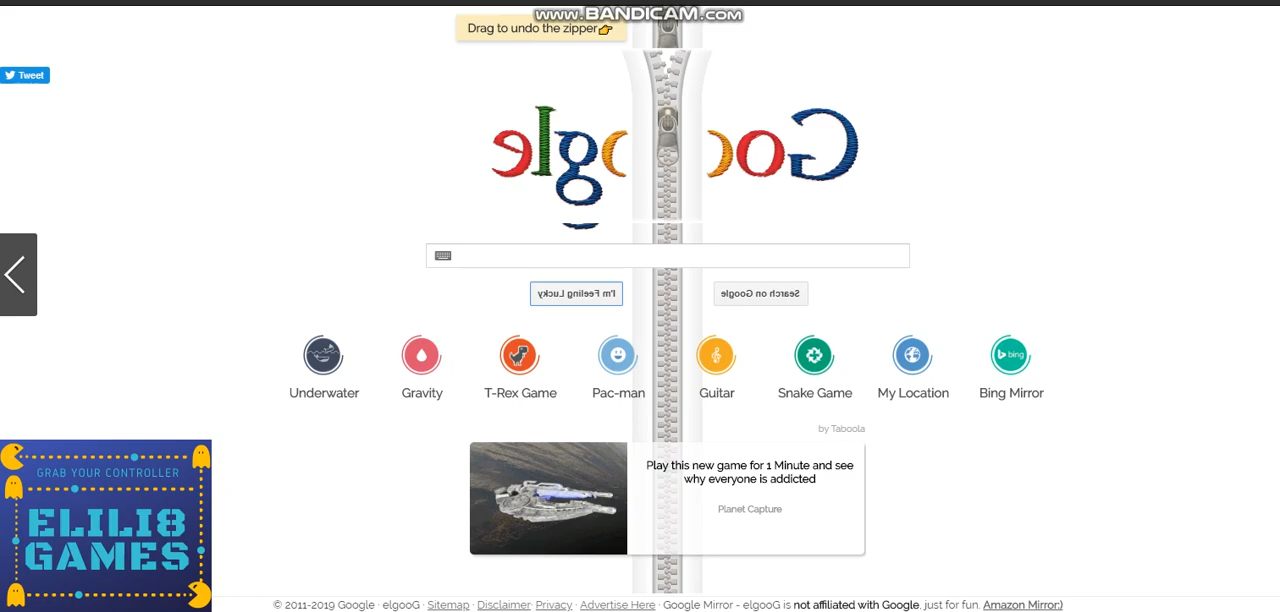 www.BANDICAM.com
Drag to undo the zipper👉
Tweet
elgooG
I'm Feeling Lucky
Search on Google
Underwater
Gravity
T-Rex Game
Pac-man
Guitar
Snake Game
My Location
bing
Bing Mirror
by Taboola
Play this new game for 1 Minute and see
why everyone is addicted
Planet Capture
GRAB YOUR CONTROLLER
ELILI8
GAMES
© 2011-2019 Google · elgooG · Sitemap · Disclaimer · Privacy · Advertise Here · Google Mirror - elgooG is not affiliated with Google, just for fun. Amazon Mirror:)